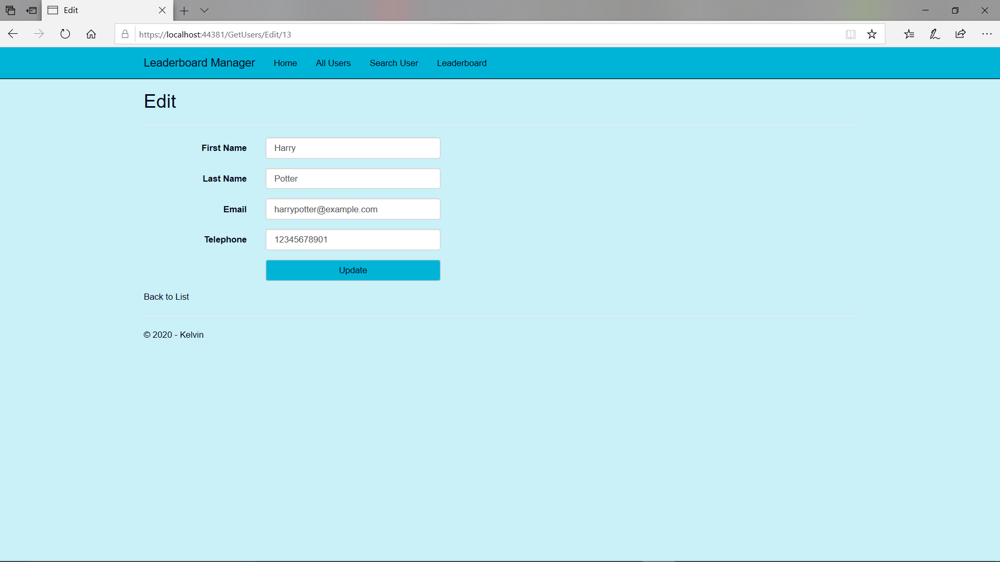 Edit
https://localhost:44381/GetUsers/Edit/13
Leaderboard Manager Home All Users Search User Leaderboard
Edit
First Name Harry
Last Name Potter
Email harrypotter@example.com
Telephone 12345678901
Update
Back to List
© 2020 - Kelvin